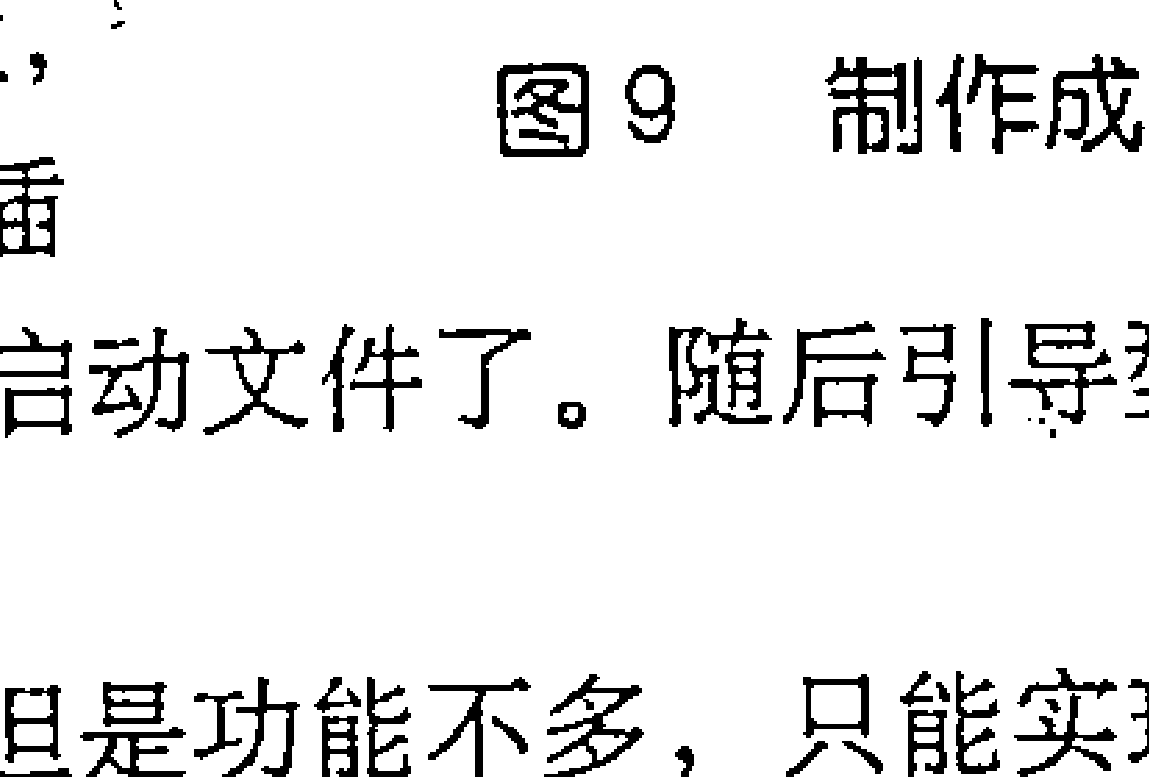 图9 制作成
插
启动文件了。随后引导
但是功能不多，只能实